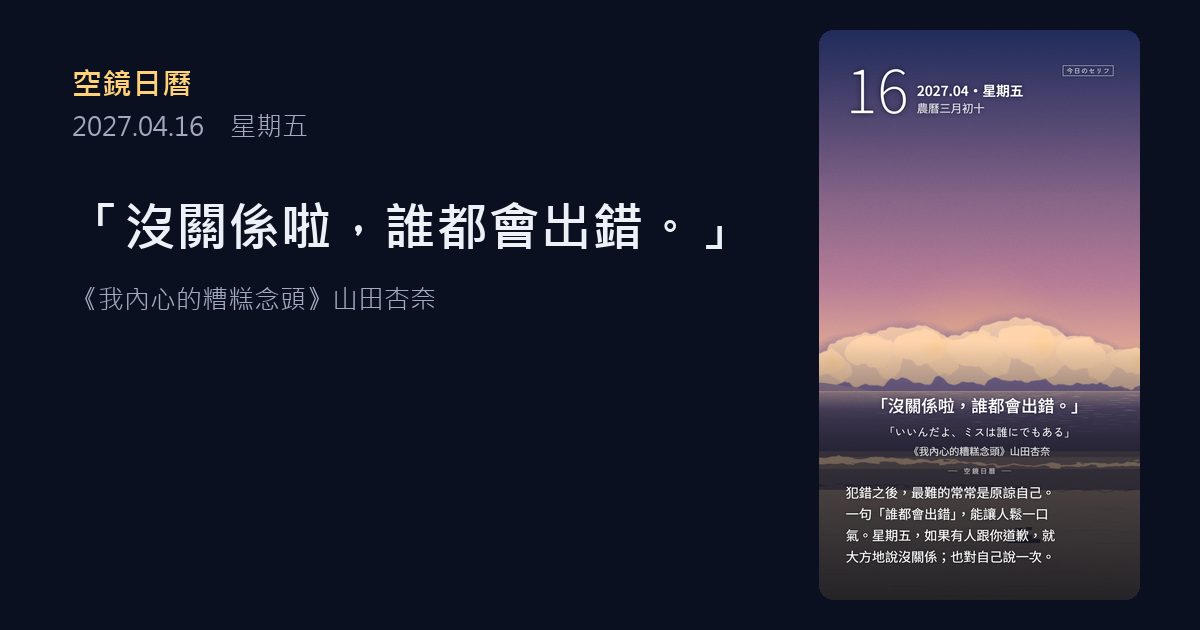 空鏡日曆
2027.04.16　星期五
「沒關係啦，誰都會出錯。」
《我內心的糟糕念頭》山田杏奈
16
2027.04・星期五
農曆三月初十
今日のセリフ
「沒關係啦，誰都會出錯。」
「いいんだよ、ミスは誰にでもある」
《我內心的糟糕念頭》山田杏奈
— 空鏡日曆 —
犯錯之後，最難的常常是原諒自己。
一句「誰都會出錯」，能讓人鬆一口
氣。星期五，如果有人跟你道歉，就
大方地說沒關係；也對自己說一次。